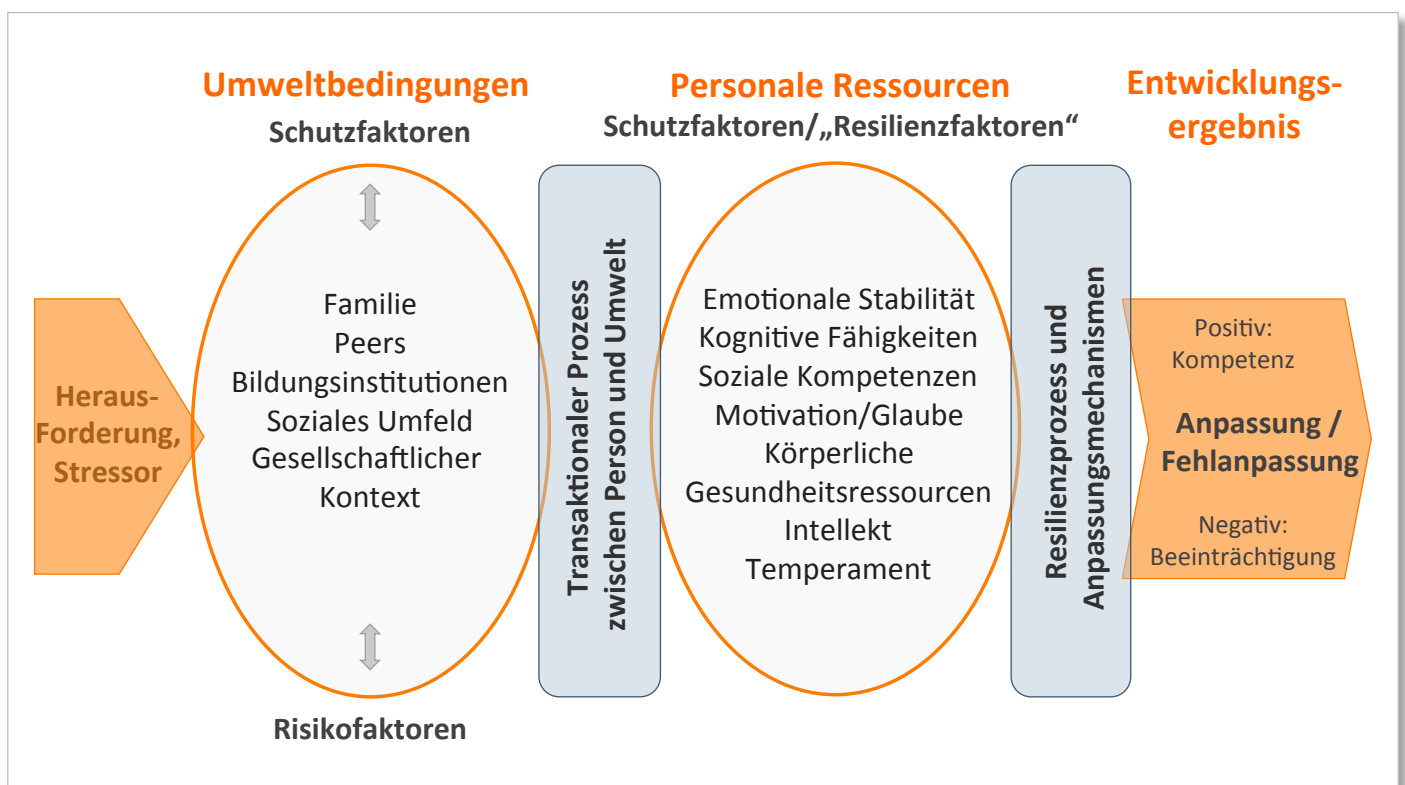 Umweltbedingungen
Schutzfaktoren
Personale Ressourcen
Schutzfaktoren/„Resilienzfaktoren“
Entwicklungs-
ergebnis
Heraus-
Forderung,
Stressor
Familie
Peers
Bildungsinstitutionen
Soziales Umfeld
Gesellschaftlicher
Kontext
Risikofaktoren
Transaktionaler Prozess
zwischen Person und Umwelt
Emotionale Stabilität
Kognitive Fähigkeiten
Soziale Kompetenzen
Motivation/Glaube
Körperliche
Gesundheitsressourcen
Intellekt
Temperament
Resilienzprozess und
Anpassungsmechanismen
Positiv:
Kompetenz
Anpassung /
Fehlanpassung
Negativ:
Beeinträchtigung